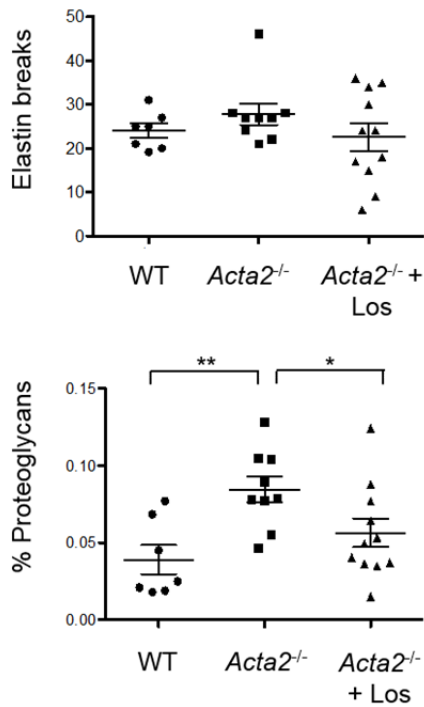 50
40
30
20
10
0
Elastin breaks
WT
Acta2-/-
Acta2-/- +
Los
**
*
0.15
0.10
0.05
0.00
% Proteoglycans
WT
Acta2-/-
Acta2-/-
+ Los